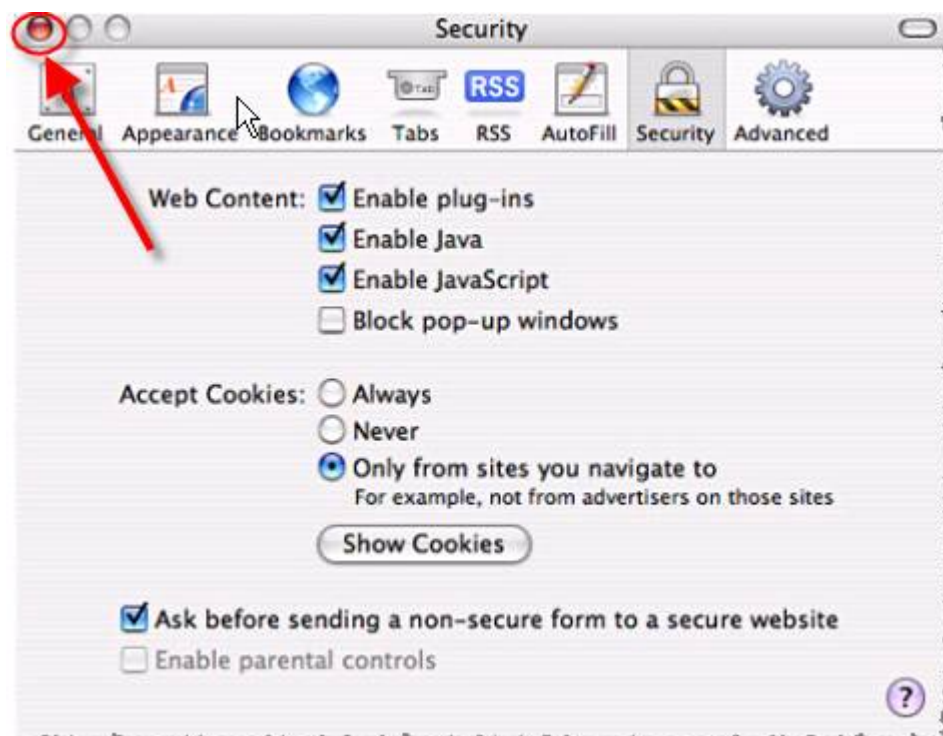 Security
TAB
RSS
General Appearance Bookmarks Tabs RSS AutoFill Security Advanced
Web Content: Enable plug-ins
Enable Java
Enable JavaScript
Block pop-up windows
Accept Cookies: Always
Never
Only from sites you navigate to
For example, not from advertisers on those sites
Show Cookies
Ask before sending a non-secure form to a secure website
Enable parental controls
?